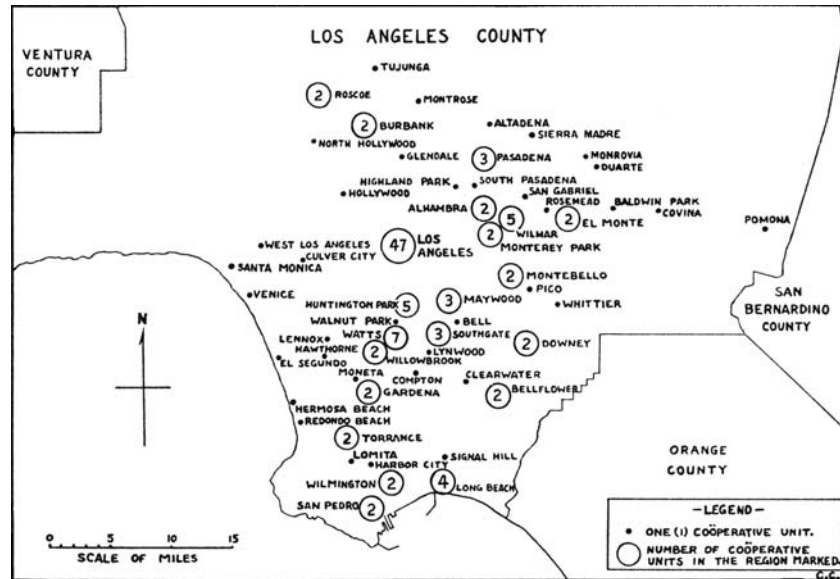 LOS ANGELES COUNTY
VENTURA
COUNTY
TUJUNGA
2 ROSCOE
MONTROSE
2 BURBANK
ALTADENA
SIERRA MADRE
NORTH HOLLYWOOD
GLENDALE
3 PASADENA
MONROVIA
DUARTE
HIGHLAND PARK
SOUTH PASADENA
HOLLYWOOD
SAN GABRIEL
ROSEMEAD
BALDWIN PARK
COVINA
ALHAMBRA 2
5 WILMAR
2 EL MONTE
POMONA
2 MONTEREY PARK
47 LOS
ANGELES
WEST LOS ANGELES
CULVER CITY
SANTA MONICA
2 MONTEBELLO
PICO
VENICE
HUNTINGTON PARK 5
3 MAYWOOD
WHITTIER
SAN
BERNARDINO
COUNTY
WALNUT PARK
BELL
LENNOX
WATTS 7
3 SOUTHGATE
2 DOWNEY
HAWTHORNE
2 WILLOWBROOK
LYNWOOD
EL SEGUNDO
MONETA
COMPTON
CLEARWATER
2 GARDENA
2 BELLFLOWER
N
HERMOSA BEACH
REDONDO BEACH
2 TORRANCE
ORANGE
COUNTY
LOMITA
HARBOR CITY
SIGNAL HILL
WILMINGTON 2
4 LONG BEACH
SAN PEDRO 2
0 5 10 15
SCALE OF MILES
—LEGEND—
ONE (1) COÖPERATIVE UNIT.
NUMBER OF COÖPERATIVE
UNITS IN THE REGION MARKED.